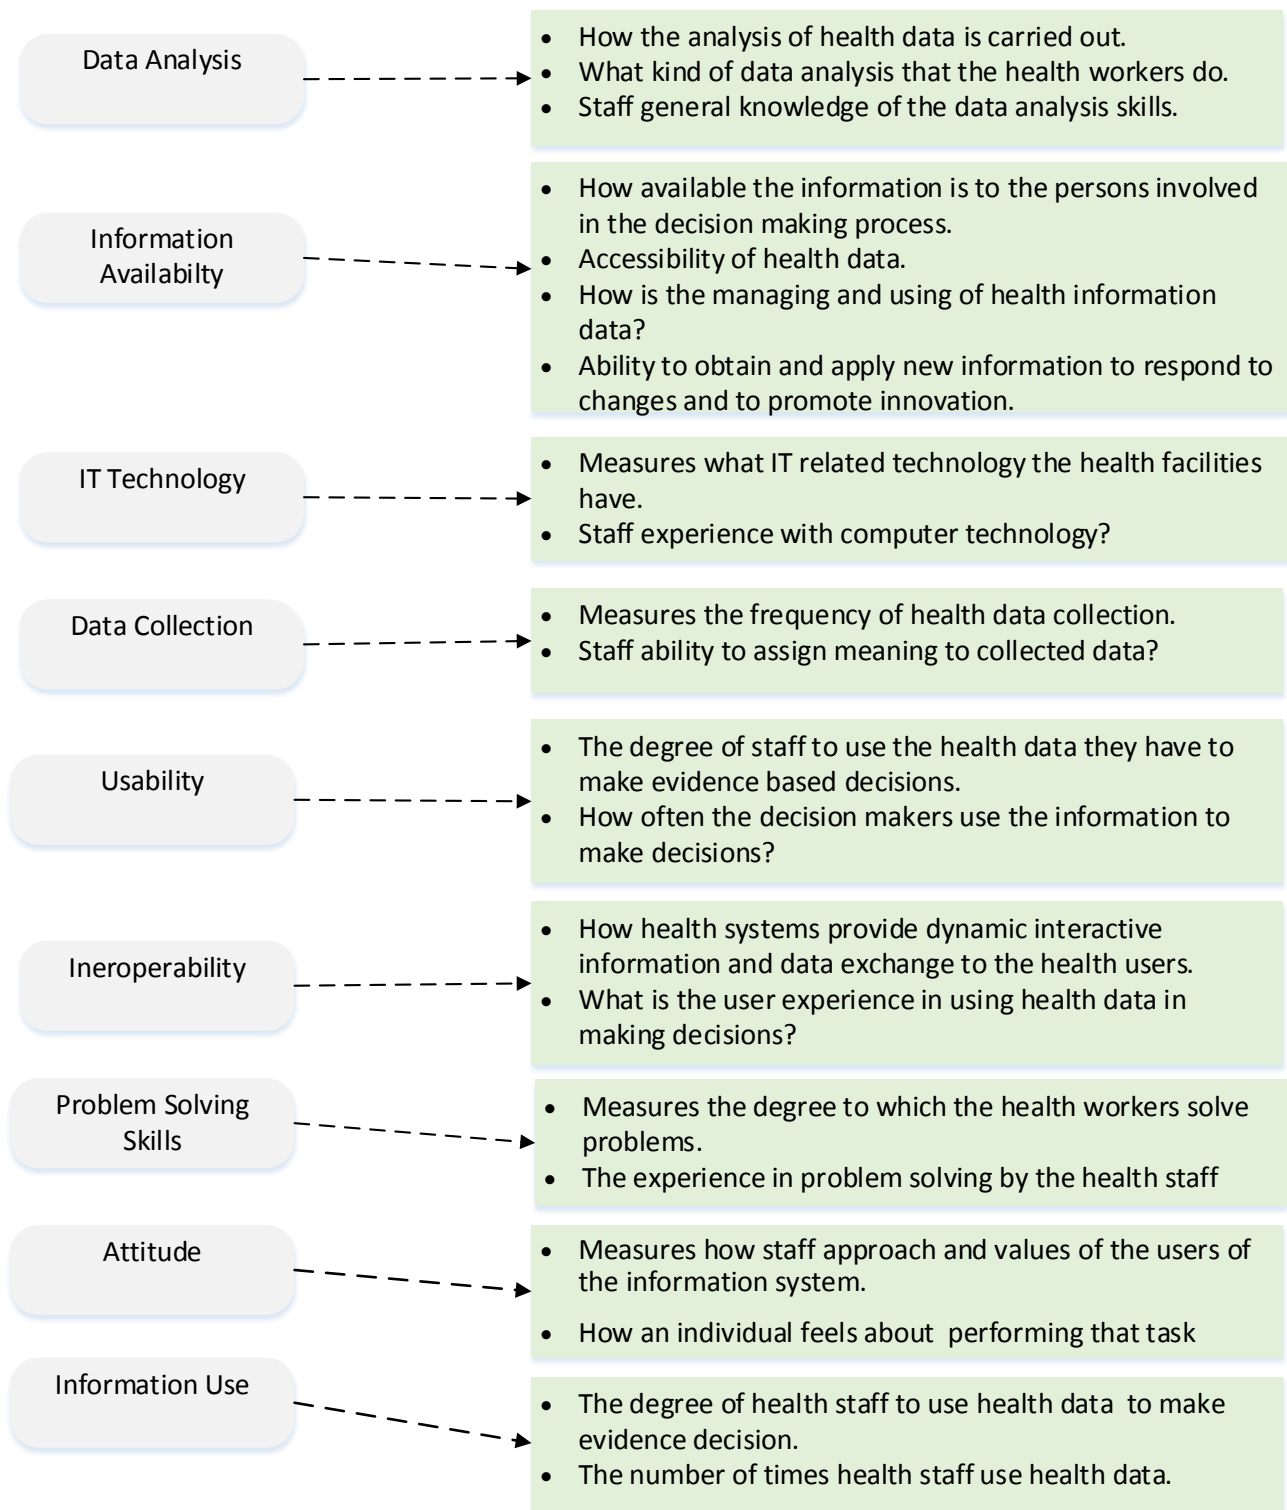 Data Analysis
• How the analysis of health data is carried out.
• What kind of data analysis that the health workers do.
• Staff general knowledge of the data analysis skills.
Information
Availabilty
• How available the information is to the persons involved
in the decision making process.
• Accessibility of health data.
• How is the managing and using of health information
data?
• Ability to obtain and apply new information to respond to
changes and to promote innovation.
IT Technology
• Measures what IT related technology the health facilities
have.
• Staff experience with computer technology?
Data Collection
• Measures the frequency of health data collection.
• Staff ability to assign meaning to collected data?
Usability
• The degree of staff to use the health data they have to
make evidence based decisions.
• How often the decision makers use the information to
make decisions?
Ineroperability
• How health systems provide dynamic interactive
information and data exchange to the health users.
• What is the user experience in using health data in
making decisions?
Problem Solving
Skills
• Measures the degree to which the health workers solve
problems.
• The experience in problem solving by the health staff
Attitude
• Measures how staff approach and values of the users of
the information system.
• How an individual feels about  performing that task
Information Use
• The degree of health staff to use health data  to make
evidence decision.
• The number of times health staff use health data.